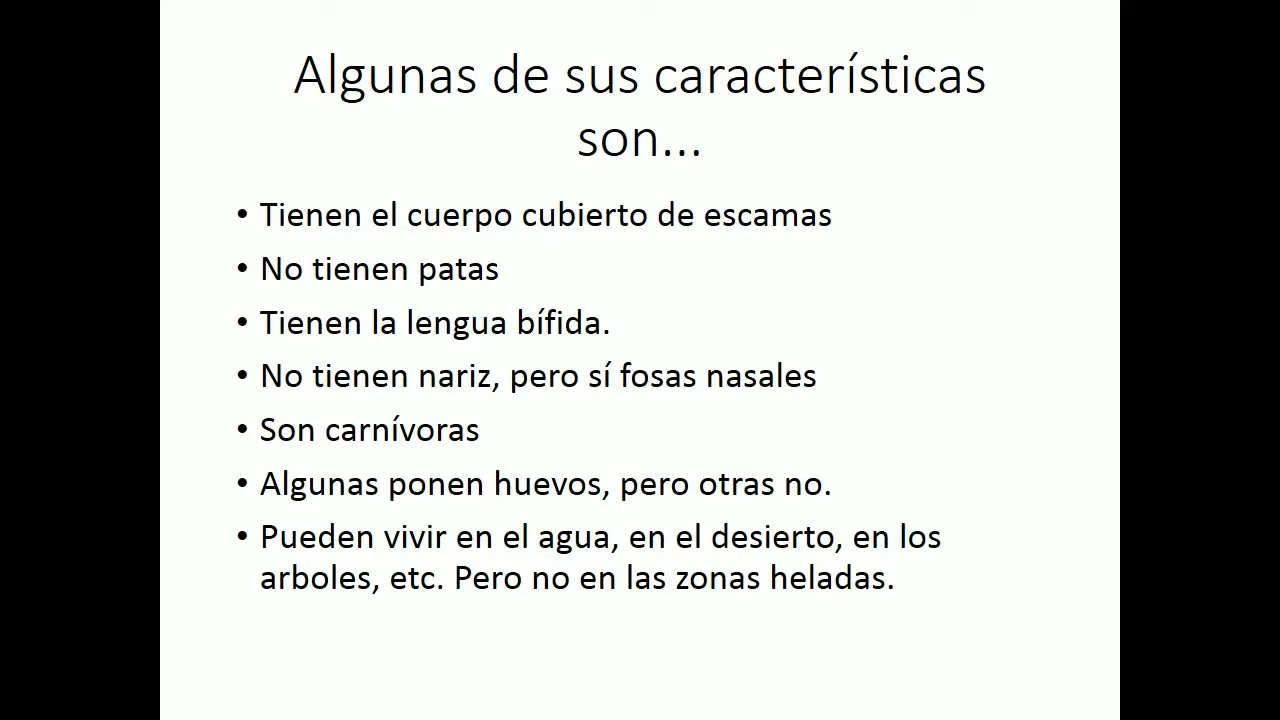 Algunas de sus características
son...
• Tienen el cuerpo cubierto de escamas
• No tienen patas
• Tienen la lengua bífida.
• No tienen nariz, pero sí fosas nasales
• Son carnívoras
• Algunas ponen huevos, pero otras no.
• Pueden vivir en el agua, en el desierto, en los
arboles, etc. Pero no en las zonas heladas.